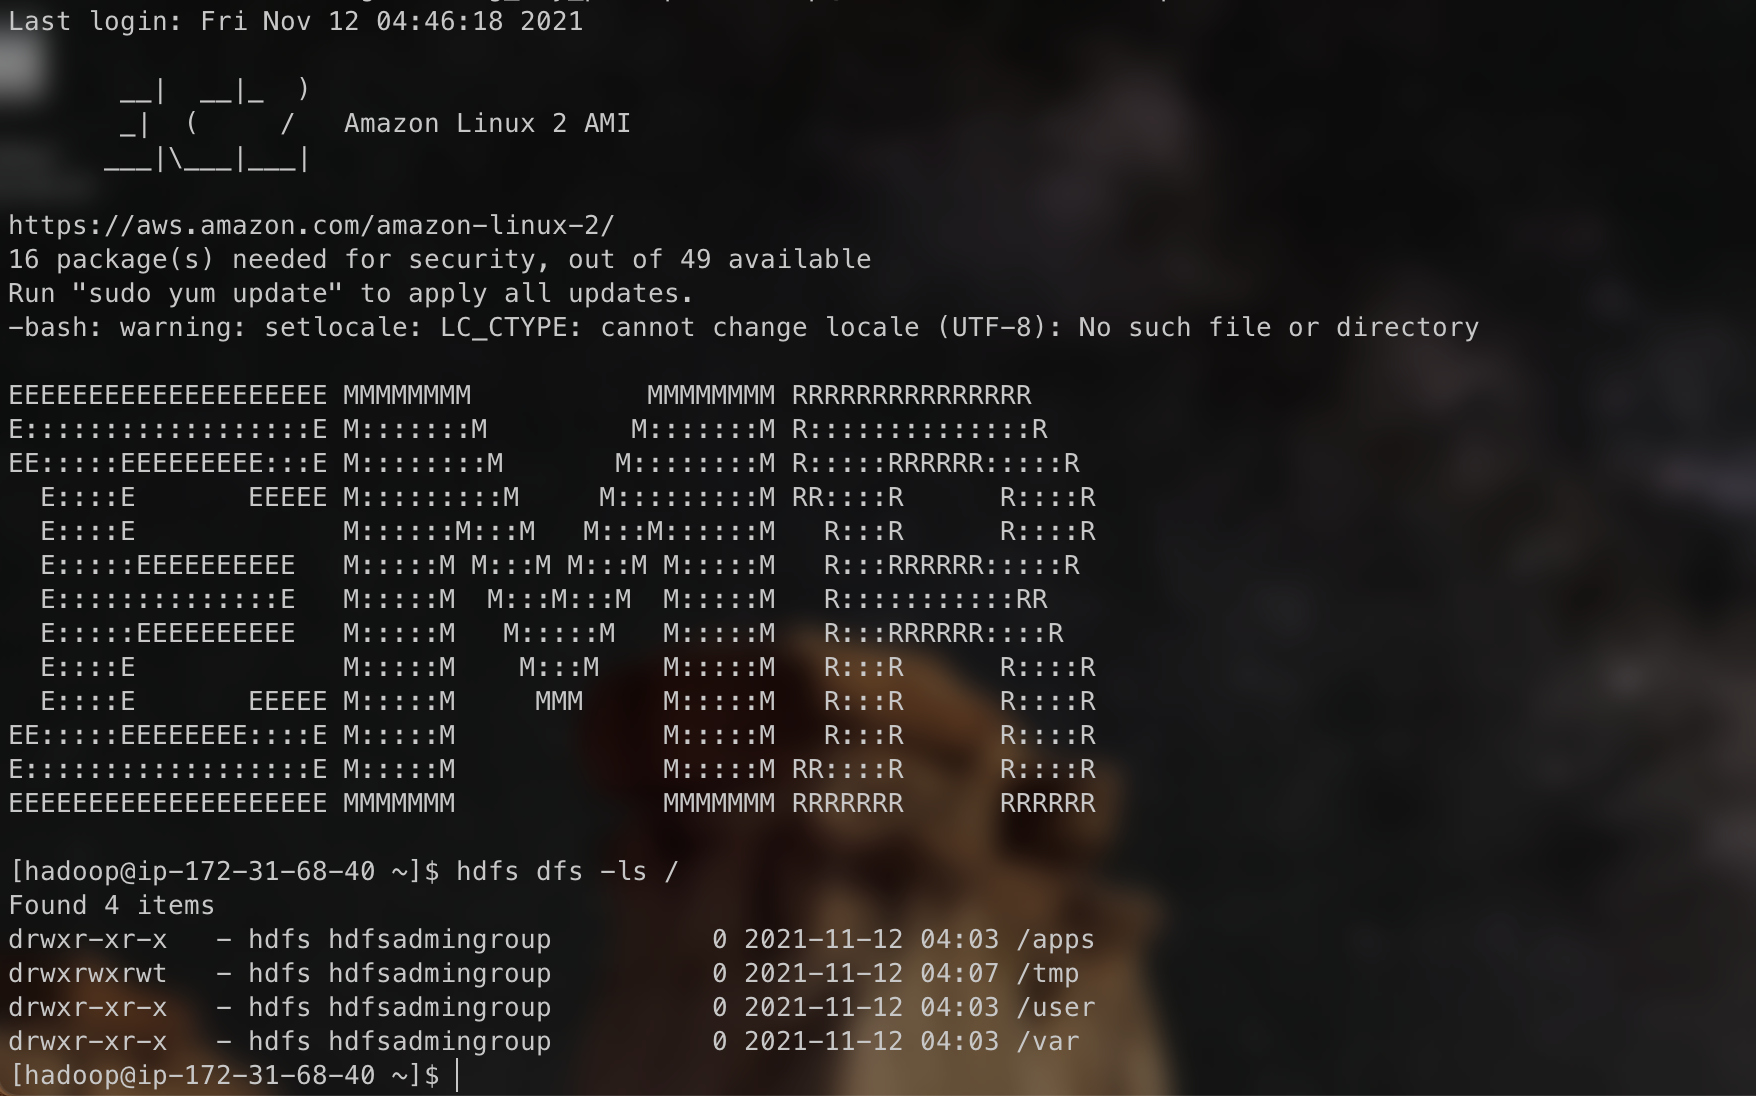 Last login: Fri Nov 12 04:46:18 2021
       __|  __|_  )
       _|  (     /   Amazon Linux 2 AMI
      ___|\___|___|
https://aws.amazon.com/amazon-linux-2/
16 package(s) needed for security, out of 49 available
Run "sudo yum update" to apply all updates.
-bash: warning: setlocale: LC_CTYPE: cannot change locale (UTF-8): No such file or directory
EEEEEEEEEEEEEEEEEEEE MMMMMMMM           MMMMMMMM RRRRRRRRRRRRRRR
E::::::::::::::::::E M:::::::M         M:::::::M R::::::::::::::R
EE:::::EEEEEEEEE:::E M::::::::M       M::::::::M R:::::RRRRRR:::::R
  E::::E       EEEEE M:::::::::M     M:::::::::M RR::::R      R::::R
  E::::E             M::::::M:::M   M:::M::::::M   R:::R      R::::R
  E:::::EEEEEEEEEE   M:::::M M:::M M:::M M:::::M   R:::RRRRRR:::::R
  E::::::::::::::E   M:::::M  M:::M:::M  M:::::M   R:::::::::::RR
  E:::::EEEEEEEEEE   M:::::M   M:::::M   M:::::M   R:::RRRRRR::::R
  E::::E             M:::::M    M:::M    M:::::M   R:::R      R::::R
  E::::E       EEEEE M:::::M     MMM     M:::::M   R:::R      R::::R
EE:::::EEEEEEEE::::E M:::::M             M:::::M   R:::R      R::::R
E::::::::::::::::::E M:::::M             M:::::M RR::::R      R::::R
EEEEEEEEEEEEEEEEEEEE MMMMMMM             MMMMMMM RRRRRRR      RRRRRR
[hadoop@ip-172-31-68-40 ~]$ hdfs dfs -ls /
Found 4 items
drwxr-xr-x   - hdfs hdfsadmingroup          0 2021-11-12 04:03 /apps
drwxrwxrwt   - hdfs hdfsadmingroup          0 2021-11-12 04:07 /tmp
drwxr-xr-x   - hdfs hdfsadmingroup          0 2021-11-12 04:03 /user
drwxr-xr-x   - hdfs hdfsadmingroup          0 2021-11-12 04:03 /var
[hadoop@ip-172-31-68-40 ~]$